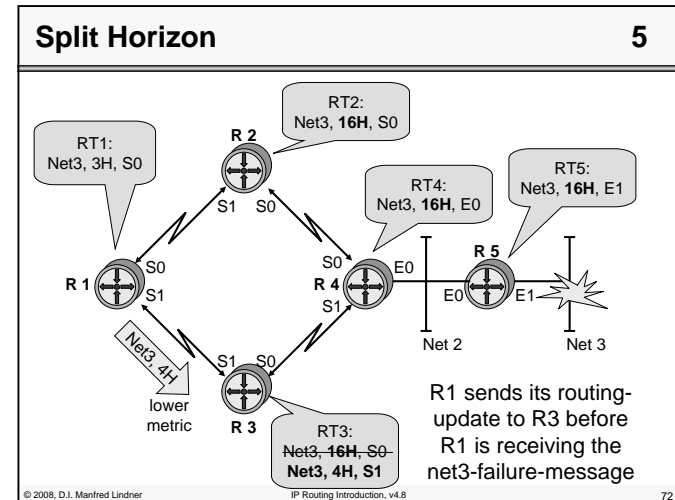 Split Horizon 5
RT2:
Net3, 16H, S0
RT1:
Net3, 3H, S0
R 2
RT4:
Net3, 16H, E0
RT5:
Net3, 16H, E1
S1 S0
R 1
S0
S1
S0
R 4
S1
E0
R 5
E0
E1
Net 2
Net 3
Net3, 4H
lower
metric
S1 S0
R 3
RT3:
Net3, 16H, S0
Net3, 4H, S1
R1 sends its routing-
update to R3 before
R1 is receiving the
net3-failure-message
© 2008, D.I. Manfred Lindner
IP Routing Introduction, v4.8
72